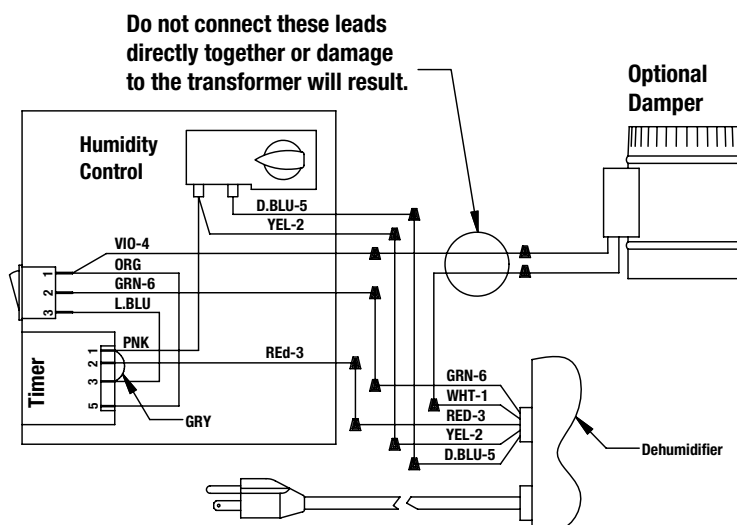 Do not connect these leads
directly together or damage
to the transformer will result.
Optional
Damper
Humidity
Control
D.BLU-5
YEL-2
VIO-4
ORG
GRN-6
L.BLU
1
2
3
PNK
REd-3
Timer
1
2
3
5
GRY
GRN-6
WHT-1
RED-3
YEL-2
D.BLU-5
Dehumidifier